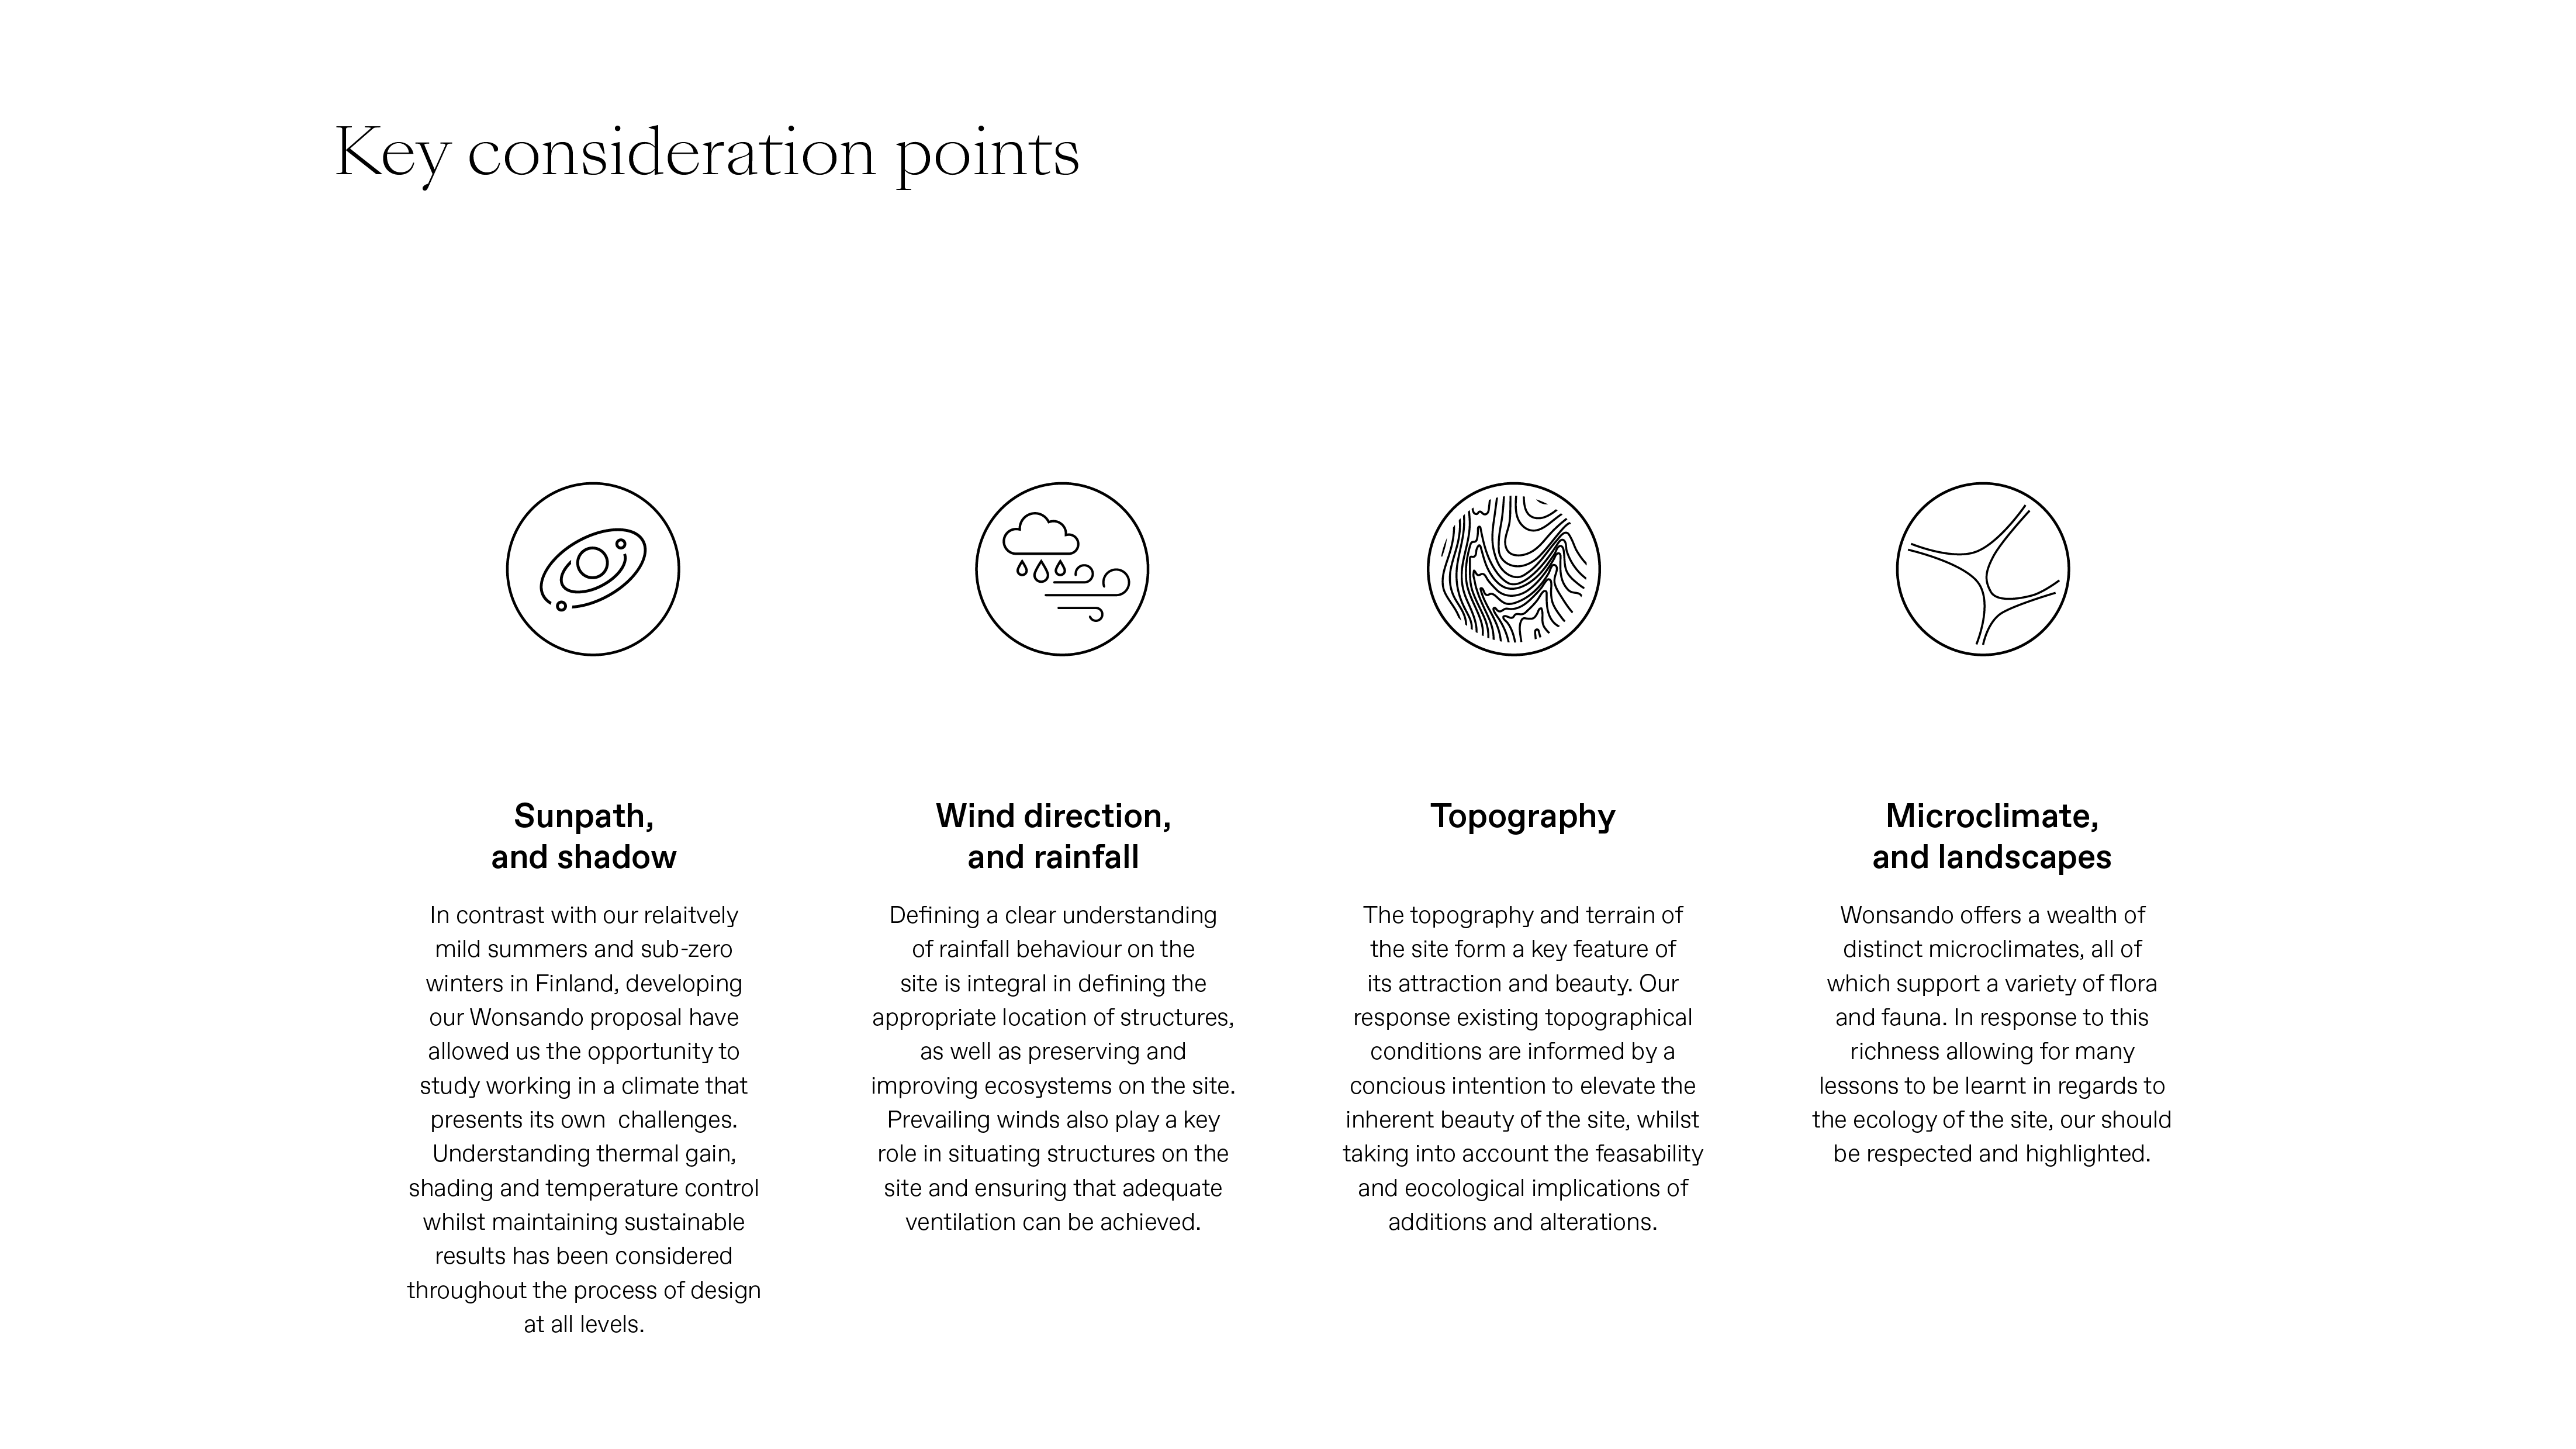 Key consideration points
Sunpath,
and shadow
In contrast with our relaitvely
mild summers and sub-zero
winters in Finland, developing
our Wonsando proposal have
allowed us the opportunity to
study working in a climate that
presents its own  challenges.
Understanding thermal gain,
shading and temperature control
whilst maintaining sustainable
results has been considered
throughout the process of design
at all levels.
Wind direction,
and rainfall
Defining a clear understanding
of rainfall behaviour on the
site is integral in defining the
appropriate location of structures,
as well as preserving and
improving ecosystems on the site.
Prevailing winds also play a key
role in situating structures on the
site and ensuring that adequate
ventilation can be achieved.
Topography
The topography and terrain of
the site form a key feature of
its attraction and beauty. Our
response existing topographical
conditions are informed by a
concious intention to elevate the
inherent beauty of the site, whilst
taking into account the feasability
and eocological implications of
additions and alterations.
Microclimate,
and landscapes
Wonsando offers a wealth of
distinct microclimates, all of
which support a variety of flora
and fauna. In response to this
richness allowing for many
lessons to be learnt in regards to
the ecology of the site, our should
be respected and highlighted.